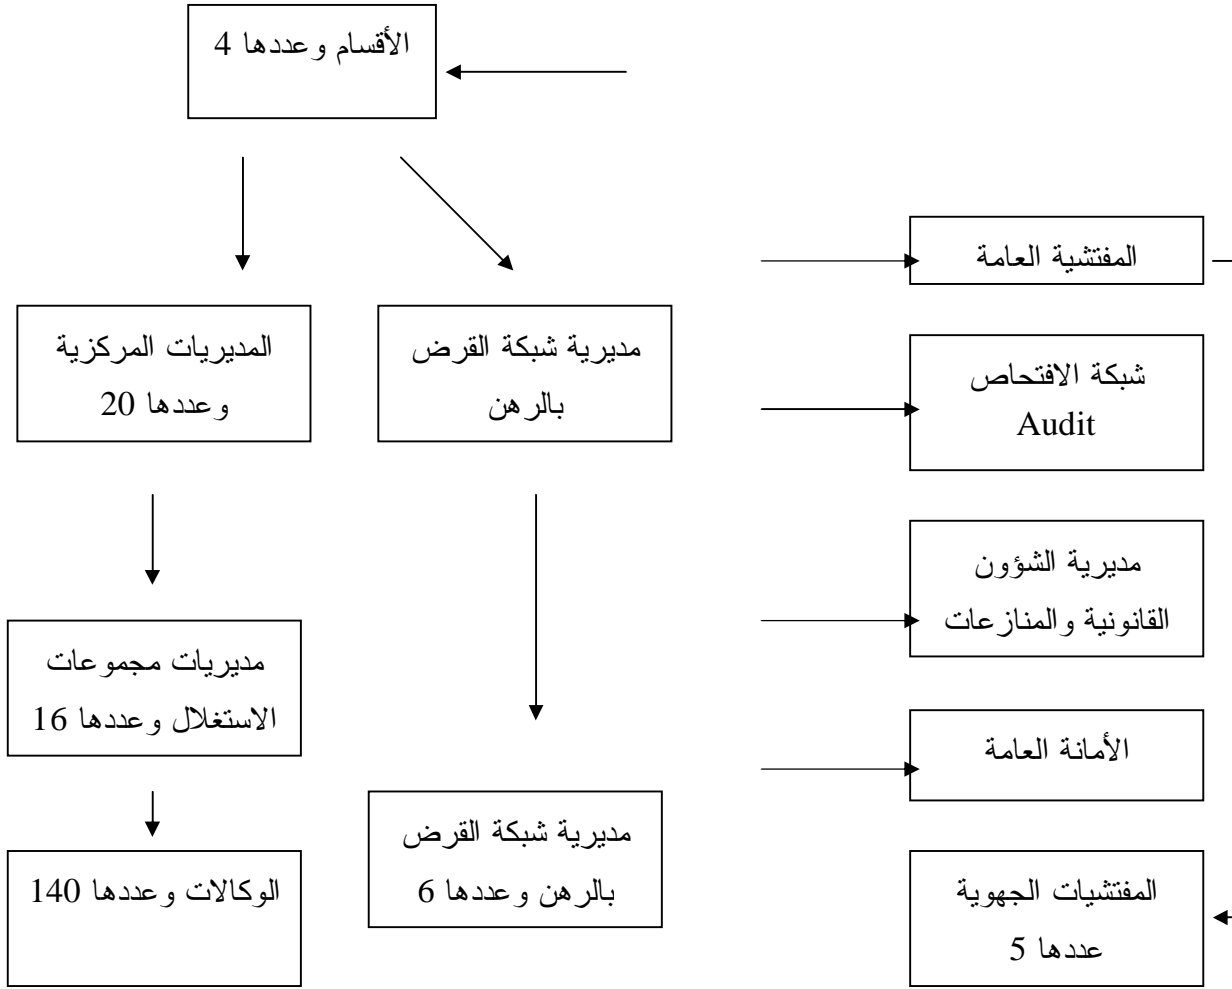 الأقسام وعددها 4
المفتشية العامة
المديريات المركزية
وعددها 20
مديرية شبكة القرض
بالرهن
شبكة الافتحاص
Audit
مديرية الشؤون
القانونية والمنازعات
مديريات مجموعات
الاستغلال وعددها 16
الأمانة العامة
مديرية شبكة القرض
بالرهن وعددها 6
الوكالات وعددها 140
المفتشيات الجهوية
عددها 5